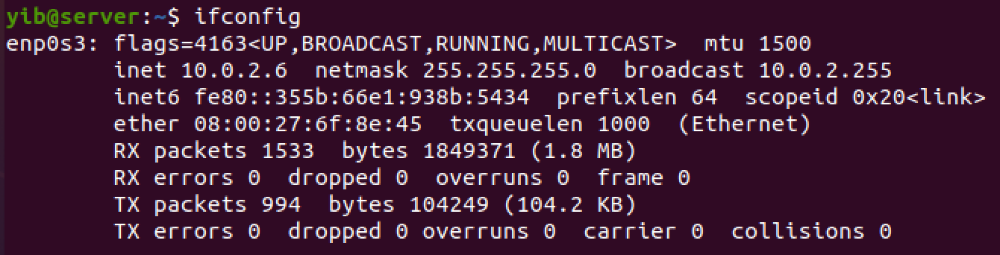 yib@server:~$ ifconfig
enp0s3: flags=4163<UP,BROADCAST,RUNNING,MULTICAST>  mtu 1500
        inet 10.0.2.6  netmask 255.255.255.0  broadcast 10.0.2.255
        inet6 fe80::355b:66e1:938b:5434  prefixlen 64  scopeid 0x20<link>
        ether 08:00:27:6f:8e:45  txqueuelen 1000  (Ethernet)
        RX packets 1533  bytes 1849371 (1.8 MB)
        RX errors 0  dropped 0  overruns 0  frame 0
        TX packets 994  bytes 104249 (104.2 KB)
        TX errors 0  dropped 0 overruns 0  carrier 0  collisions 0